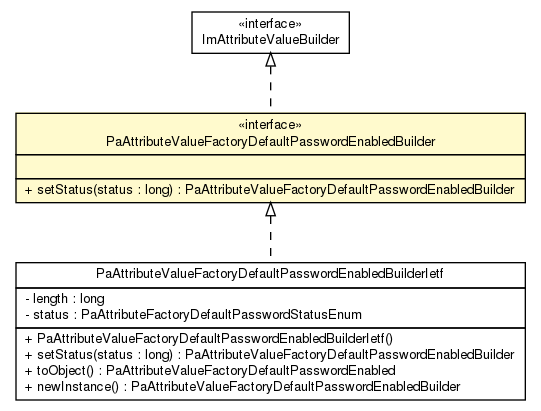 «interface»
ImAttributeValueBuilder
«interface»
PaAttributeValueFactoryDefaultPasswordEnabledBuilder
+ setStatus(status : long) : PaAttributeValueFactoryDefaultPasswordEnabledBuilder
PaAttributeValueFactoryDefaultPasswordEnabledBuilderIetf
- length : long
- status : PaAttributeFactoryDefaultPasswordStatusEnum
+ PaAttributeValueFactoryDefaultPasswordEnabledBuilderIetf()
+ setStatus(status : long) : PaAttributeValueFactoryDefaultPasswordEnabledBuilder
+ toObject() : PaAttributeValueFactoryDefaultPasswordEnabled
+ newInstance() : PaAttributeValueFactoryDefaultPasswordEnabledBuilder